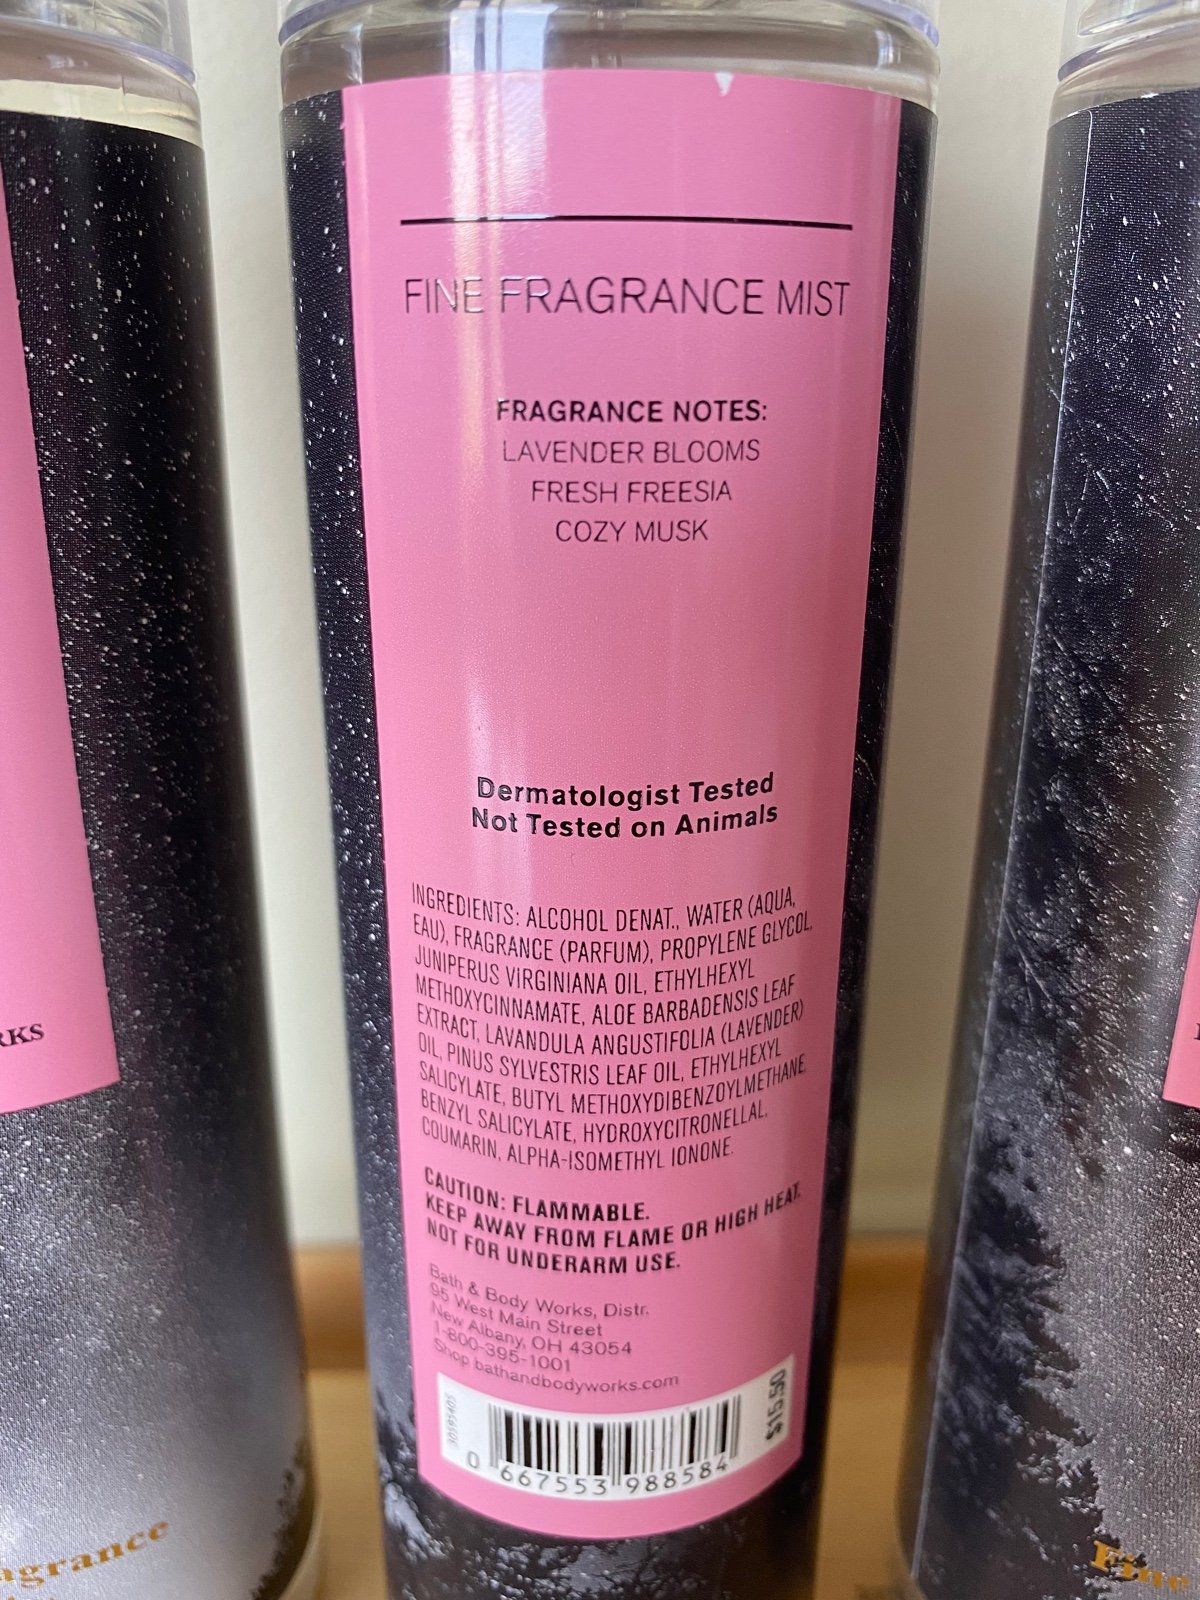 FINE FRAGRANCE MIST
FRAGRANCE NOTES:
LAVENDER BLOOMS
FRESH FREESIA
COZY MUSK
Dermatologist Tested
Not Tested on Animals
INGREDIENTS: ALCOHOL DENAT., WATER (AQUA,
EAU), FRAGRANCE (PARFUM), PROPYLENE GLYCOL,
JUNIPERUS VIRGINIANA OIL, ETHYLHEXYL
METHOXYCINNAMATE, ALOE BARBADENSIS LEAF
EXTRACT, LAVANDULA ANGUSTIFOLIA (LAVENDER)
OIL, PINUS SYLVESTRIS LEAF OIL, ETHYLHEXYL
SALICYLATE, BUTYL METHOXYDIBENZOYLMETHANE,
BENZYL SALICYLATE, HYDROXYCITRONELLAL,
COUMARIN, ALPHA-ISOMETHYL IONONE.
CAUTION: FLAMMABLE.
KEEP AWAY FROM FLAME OR HIGH HEAT.
NOT FOR UNDERARM USE.
Bath & Body Works, Distr.
95 West Main Street
New Albany, OH 43054
1-800-395-1001
Shop bathandbodyworks.com
$15.50
0 667553 988584
RKS
agrance
Fine